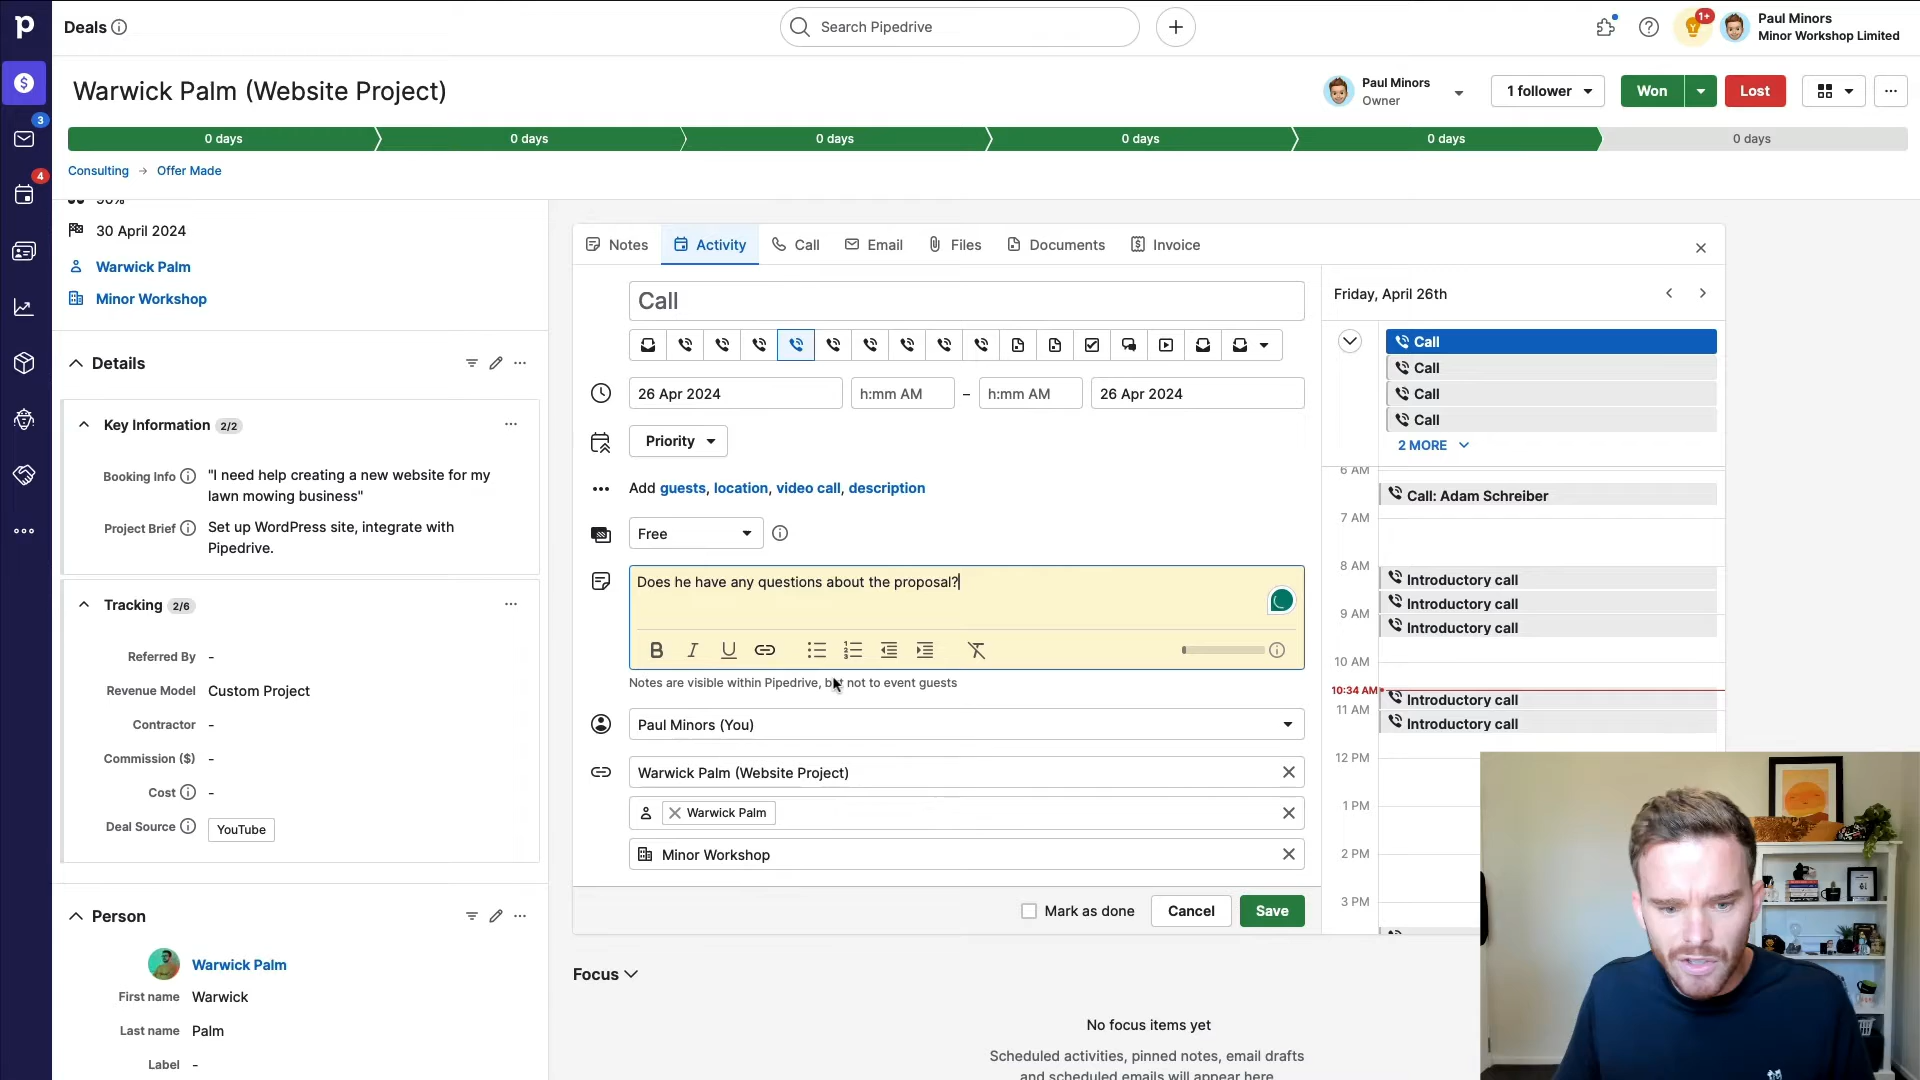 Deals
Search Pipedrive
1+
Paul Minors
Minor Workshop Limited
Warwick Palm (Website Project)
Paul Minors
Owner
1 follower
Won
Lost
3
4
0 days
0 days
0 days
0 days
0 days
0 days
Consulting → Offer Made
30 April 2024
Warwick Palm
Minor Workshop
Details
Key Information 2/2
Booking Info "I need help creating a new website for my
lawn mowing business"
Project Brief Set up WordPress site, integrate with
Pipedrive.
Tracking 2/6
Referred By -
Revenue Model Custom Project
Contractor -
Commission ($) -
Cost -
Deal Source YouTube
Person
Warwick Palm
First name Warwick
Last name Palm
Label -
Notes
Activity
Call
Email
Files
Documents
Invoice
Call
26 Apr 2024 h:mm AM – h:mm AM 26 Apr 2024
Priority
Add guests, location, video call, description
Free
Does he have any questions about the proposal?
Notes are visible within Pipedrive, but not to event guests
Paul Minors (You)
Warwick Palm (Website Project)
Warwick Palm
Minor Workshop
Mark as done
Cancel
Save
Focus
No focus items yet
Scheduled activities, pinned notes, email drafts
and scheduled emails will appear here
Friday, April 26th
Call
Call
Call
Call
2 MORE
6 AM
Call: Adam Schreiber
7 AM
8 AM
Introductory call
Introductory call
9 AM
Introductory call
10 AM
10:34 AM
Introductory call
11 AM
Introductory call
12 PM
1 PM
2 PM
3 PM